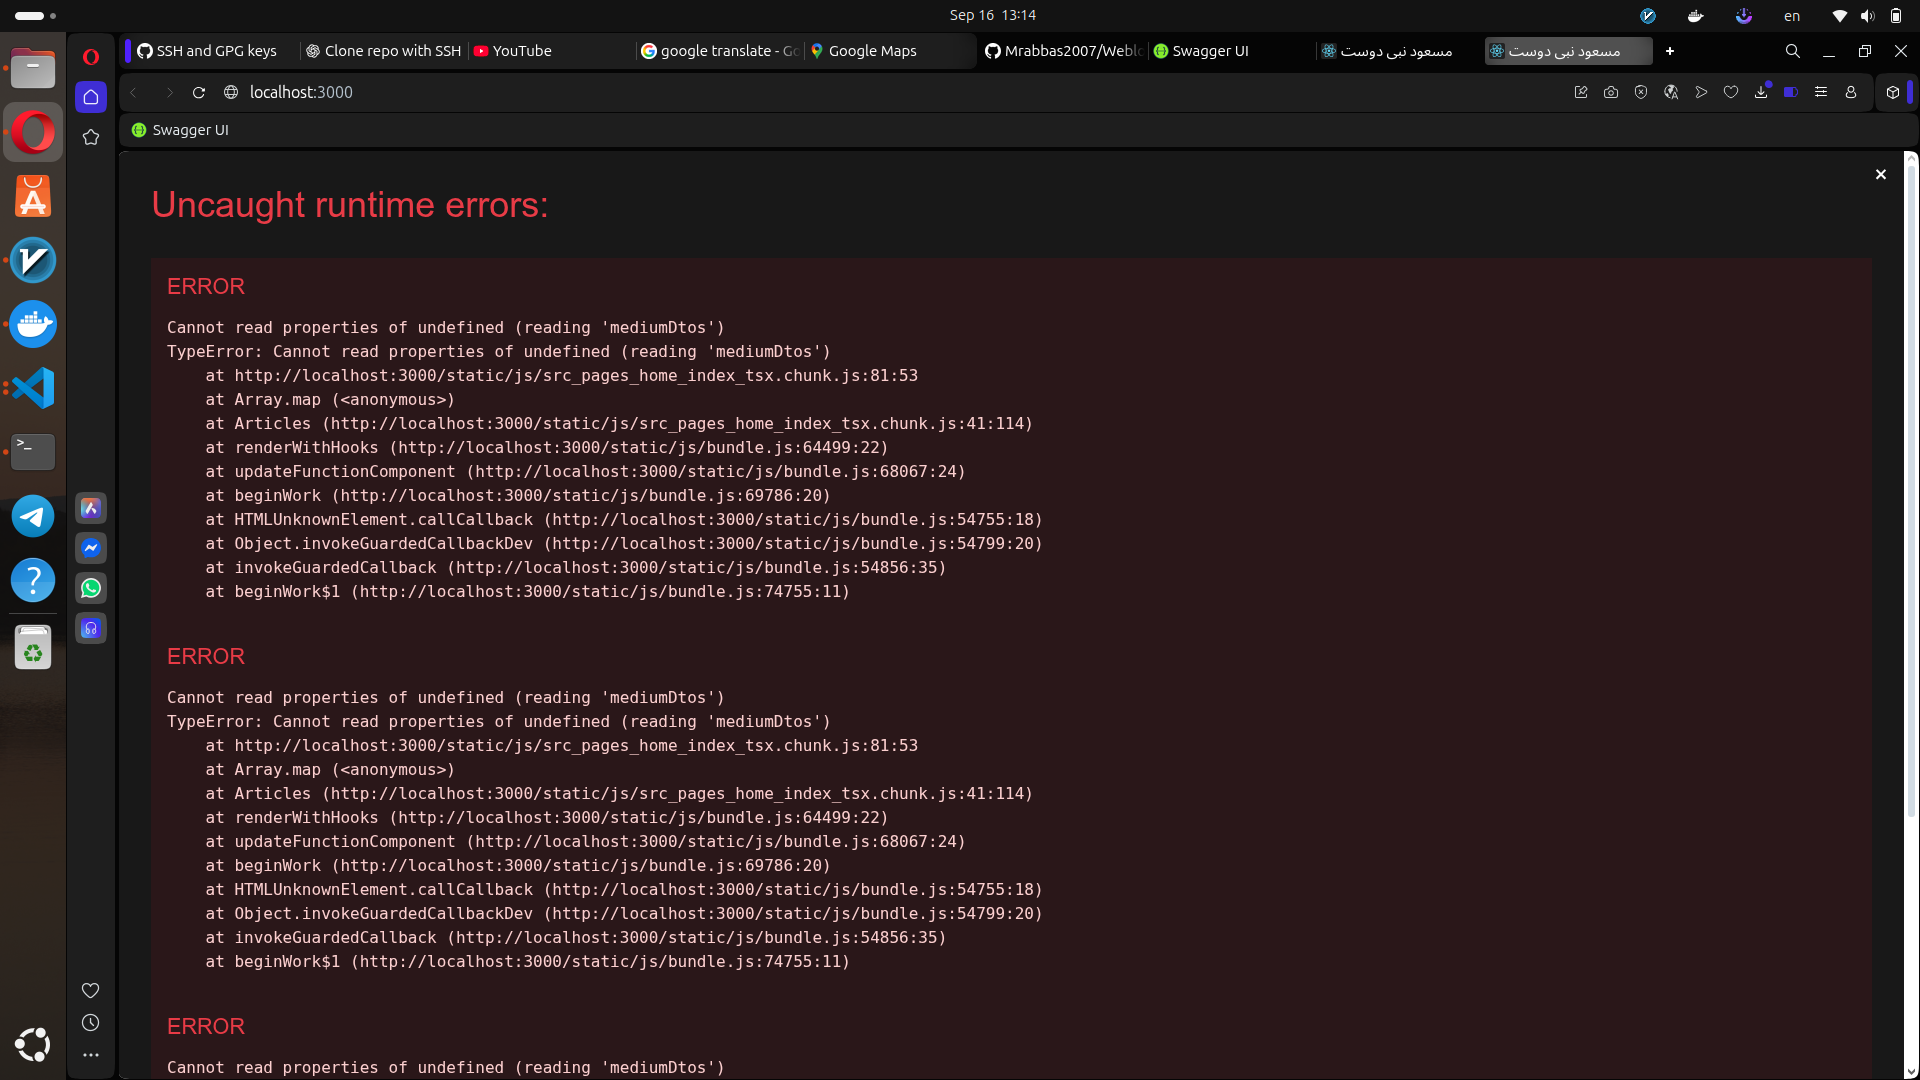 Sep 16 13:14
en
SSH and GPG keys
Clone repo with SSH
YouTube
google translate - Go
Google Maps
Mrabbas2007/Weblo
Swagger UI
مسعود نبی دوست
مسعود نبی دوست
localhost:3000
Swagger UI
Uncaught runtime errors:
ERROR
Cannot read properties of undefined (reading 'mediumDtos')
TypeError: Cannot read properties of undefined (reading 'mediumDtos')
at http://localhost:3000/static/js/src_pages_home_index_tsx.chunk.js:81:53
at Array.map (<anonymous>)
at Articles (http://localhost:3000/static/js/src_pages_home_index_tsx.chunk.js:41:114)
at renderWithHooks (http://localhost:3000/static/js/bundle.js:64499:22)
at updateFunctionComponent (http://localhost:3000/static/js/bundle.js:68067:24)
at beginWork (http://localhost:3000/static/js/bundle.js:69786:20)
at HTMLUnknownElement.callCallback (http://localhost:3000/static/js/bundle.js:54755:18)
at Object.invokeGuardedCallbackDev (http://localhost:3000/static/js/bundle.js:54799:20)
at invokeGuardedCallback (http://localhost:3000/static/js/bundle.js:54856:35)
at beginWork$1 (http://localhost:3000/static/js/bundle.js:74755:11)
ERROR
Cannot read properties of undefined (reading 'mediumDtos')
TypeError: Cannot read properties of undefined (reading 'mediumDtos')
at http://localhost:3000/static/js/src_pages_home_index_tsx.chunk.js:81:53
at Array.map (<anonymous>)
at Articles (http://localhost:3000/static/js/src_pages_home_index_tsx.chunk.js:41:114)
at renderWithHooks (http://localhost:3000/static/js/bundle.js:64499:22)
at updateFunctionComponent (http://localhost:3000/static/js/bundle.js:68067:24)
at beginWork (http://localhost:3000/static/js/bundle.js:69786:20)
at HTMLUnknownElement.callCallback (http://localhost:3000/static/js/bundle.js:54755:18)
at Object.invokeGuardedCallbackDev (http://localhost:3000/static/js/bundle.js:54799:20)
at invokeGuardedCallback (http://localhost:3000/static/js/bundle.js:54856:35)
at beginWork$1 (http://localhost:3000/static/js/bundle.js:74755:11)
ERROR
Cannot read properties of undefined (reading 'mediumDtos')